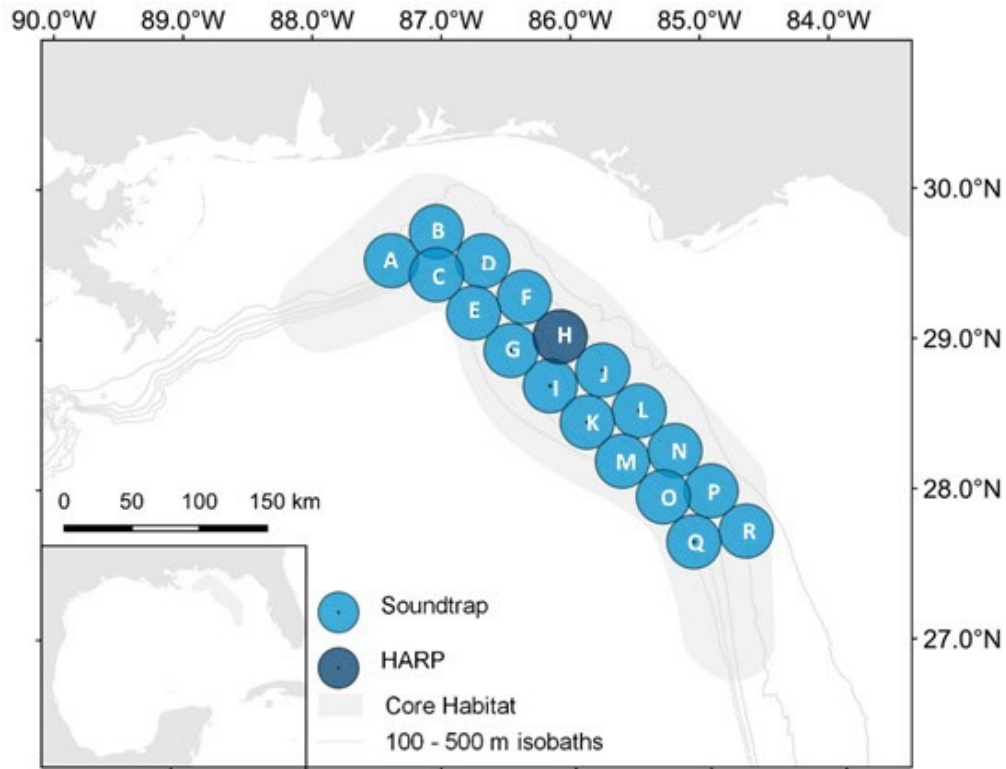 90.0°W 89.0°W 88.0°W 87.0°W 86.0°W 85.0°W 84.0°W
30.0°N
B
A
D
C
F
E
29.0°N
H
G
J
I
L
K
N
M
28.0°N
P
O
0 50 100 150 km
R
Q
Soundtrap
27.0°N
HARP
Core Habitat
100 - 500 m isobaths